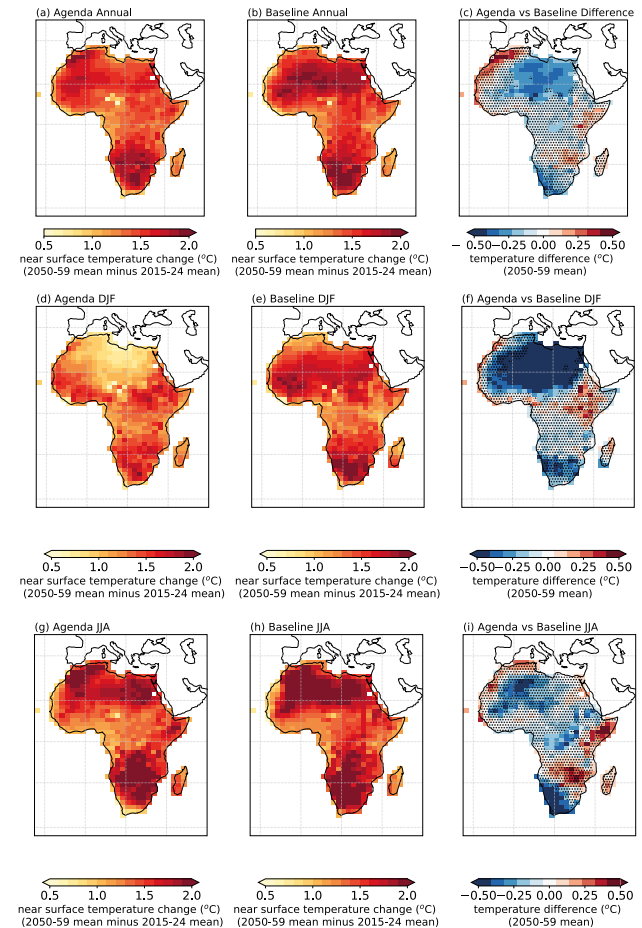 (a) Agenda Annual
(b) Baseline Annual
(c) Agenda vs Baseline Difference
0.5 1.0 1.5 2.0
near surface temperature change (°C)
(2050-59 mean minus 2015-24 mean)
0.5 1.0 1.5 2.0
near surface temperature change (°C)
(2050-59 mean minus 2015-24 mean)
−0.50 −0.25 0.00 0.25 0.50
temperature difference (°C)
(2050-59 mean)
(d) Agenda DJF
(e) Baseline DJF
(f) Agenda vs Baseline DJF
0.5 1.0 1.5 2.0
near surface temperature change (°C)
(2050-59 mean minus 2015-24 mean)
0.5 1.0 1.5 2.0
near surface temperature change (°C)
(2050-59 mean minus 2015-24 mean)
−0.50 −0.25 0.00 0.25 0.50
temperature difference (°C)
(2050-59 mean)
(g) Agenda JJA
(h) Baseline JJA
(i) Agenda vs Baseline JJA
0.5 1.0 1.5 2.0
near surface temperature change (°C)
(2050-59 mean minus 2015-24 mean)
0.5 1.0 1.5 2.0
near surface temperature change (°C)
(2050-59 mean minus 2015-24 mean)
−0.50 −0.25 0.00 0.25 0.50
temperature difference (°C)
(2050-59 mean)